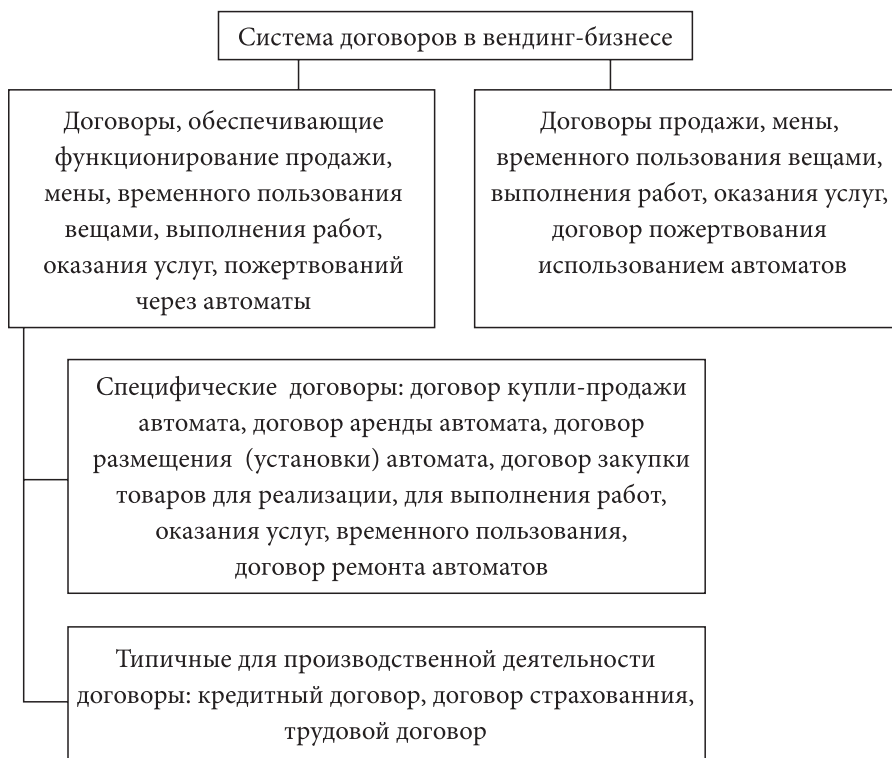 Система договоров в вендинг-бизнесе
Договоры, обеспечивающие
функционирование продажи,
мены, временного пользования
вещами, выполнения работ,
оказания услуг, пожертвований
через автоматы
Договоры продажи, мены,
временного пользования вещами,
выполнения работ, оказания услуг,
договор пожертвования
использованием автоматов
Специфические договоры: договор купли-продажи
автомата, договор аренды автомата, договор
размещения (установки) автомата, договор закупки
товаров для реализации, для выполнения работ,
оказания услуг, временного пользования,
договор ремонта автоматов
Типичные для производственной деятельности
договоры: кредитный договор, договор страхованния,
трудовой договор